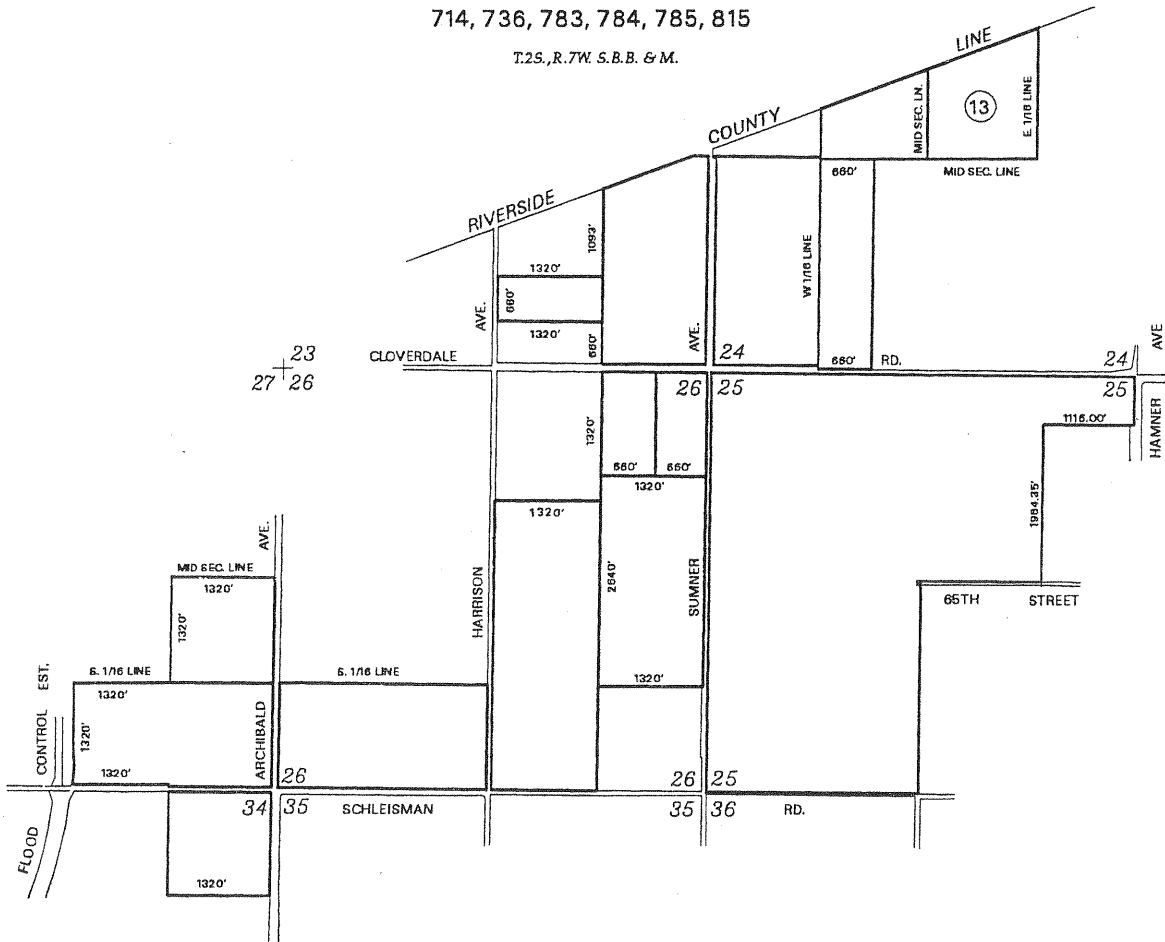 714, 736, 783, 784, 785, 815
T.2S., R.7W. S.B.B. & M.
LINE
COUNTY
RIVERSIDE
MID SEC. LN.
13
E. 1/16 LINE
660'
MID SEC. LINE
1093'
1320'
W 1/16 LINE
AVE.
660'
1320'
660'
AVE.
24
23
27 26
CLOVERDALE
660'
RD.
24
AVE
26 25
25
1116.00'
HAMNER
1320'
660' 660'
1320'
1320'
1984.35'
AVE.
MID SEC. LINE
1320'
1320'
HARRISON
2640'
SUMNER
65TH STREET
S. 1/16 LINE
S. 1/16 LINE
1320'
1320'
CONTROL EST.
1320'
ARCHIBALD
1320'
26
26 25
34 35
SCHLEISMAN
35 36
RD.
FLOOD
1320'